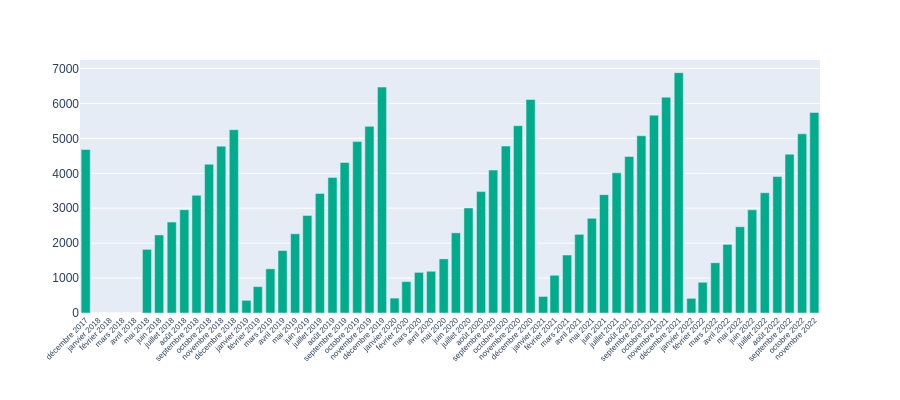 7000
6000
5000
4000
3000
2000
1000
0
décembre 2017
janvier 2018
février 2018
mars 2018
avril 2018
mai 2018
juin 2018
juillet 2018
août 2018
septembre 2018
octobre 2018
novembre 2018
décembre 2018
janvier 2019
février 2019
mars 2019
avril 2019
mai 2019
juin 2019
juillet 2019
août 2019
septembre 2019
octobre 2019
novembre 2019
décembre 2019
janvier 2020
février 2020
mars 2020
avril 2020
mai 2020
juin 2020
juillet 2020
août 2020
septembre 2020
octobre 2020
novembre 2020
décembre 2020
janvier 2021
février 2021
mars 2021
avril 2021
mai 2021
juin 2021
juillet 2021
août 2021
septembre 2021
octobre 2021
novembre 2021
décembre 2021
janvier 2022
février 2022
mars 2022
avril 2022
mai 2022
juin 2022
juillet 2022
août 2022
septembre 2022
octobre 2022
novembre 2022